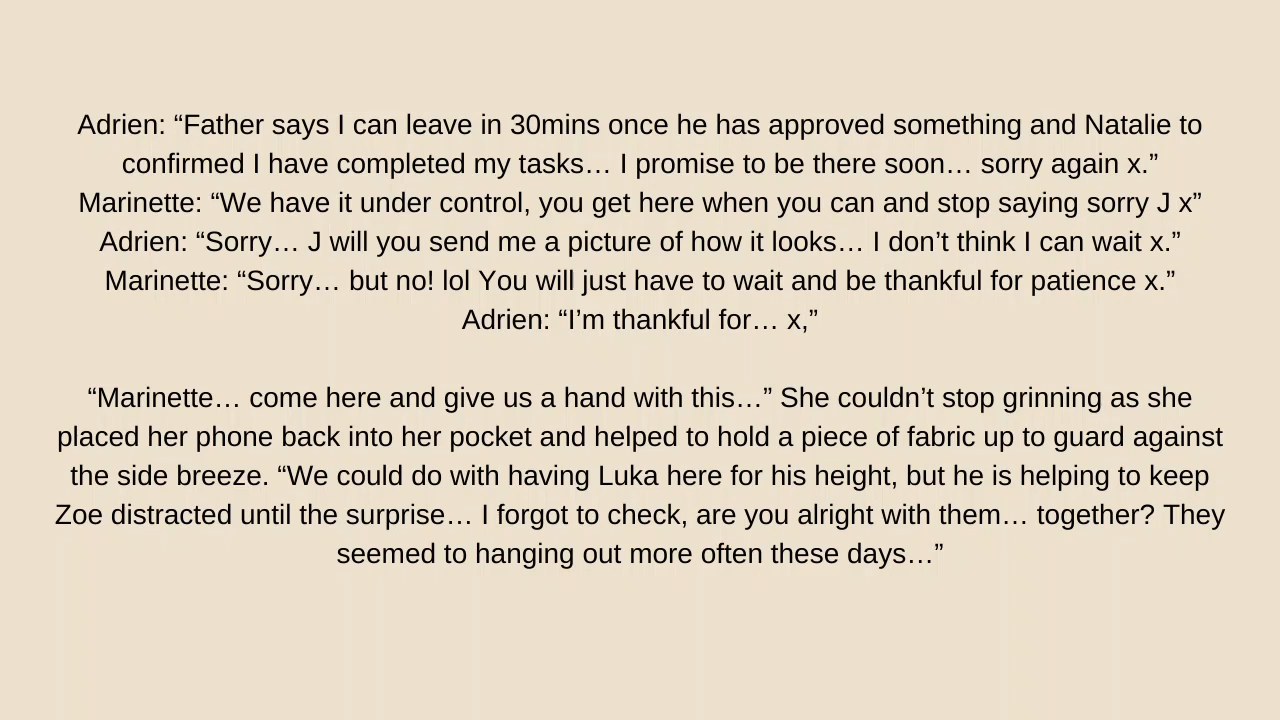 Adrien: “Father says I can leave in 30mins once he has approved something and Natalie to
confirmed I have completed my tasks… I promise to be there soon… sorry again x.”
Marinette: “We have it under control, you get here when you can and stop saying sorry J x”
Adrien: “Sorry… J will you send me a picture of how it looks… I don’t think I can wait x.”
Marinette: “Sorry… but no! lol You will just have to wait and be thankful for patience x.”
Adrien: “I’m thankful for… x,”
“Marinette… come here and give us a hand with this…” She couldn’t stop grinning as she
placed her phone back into her pocket and helped to hold a piece of fabric up to guard against
the side breeze. “We could do with having Luka here for his height, but he is helping to keep
Zoe distracted until the surprise… I forgot to check, are you alright with them… together? They
seemed to hanging out more often these days…”